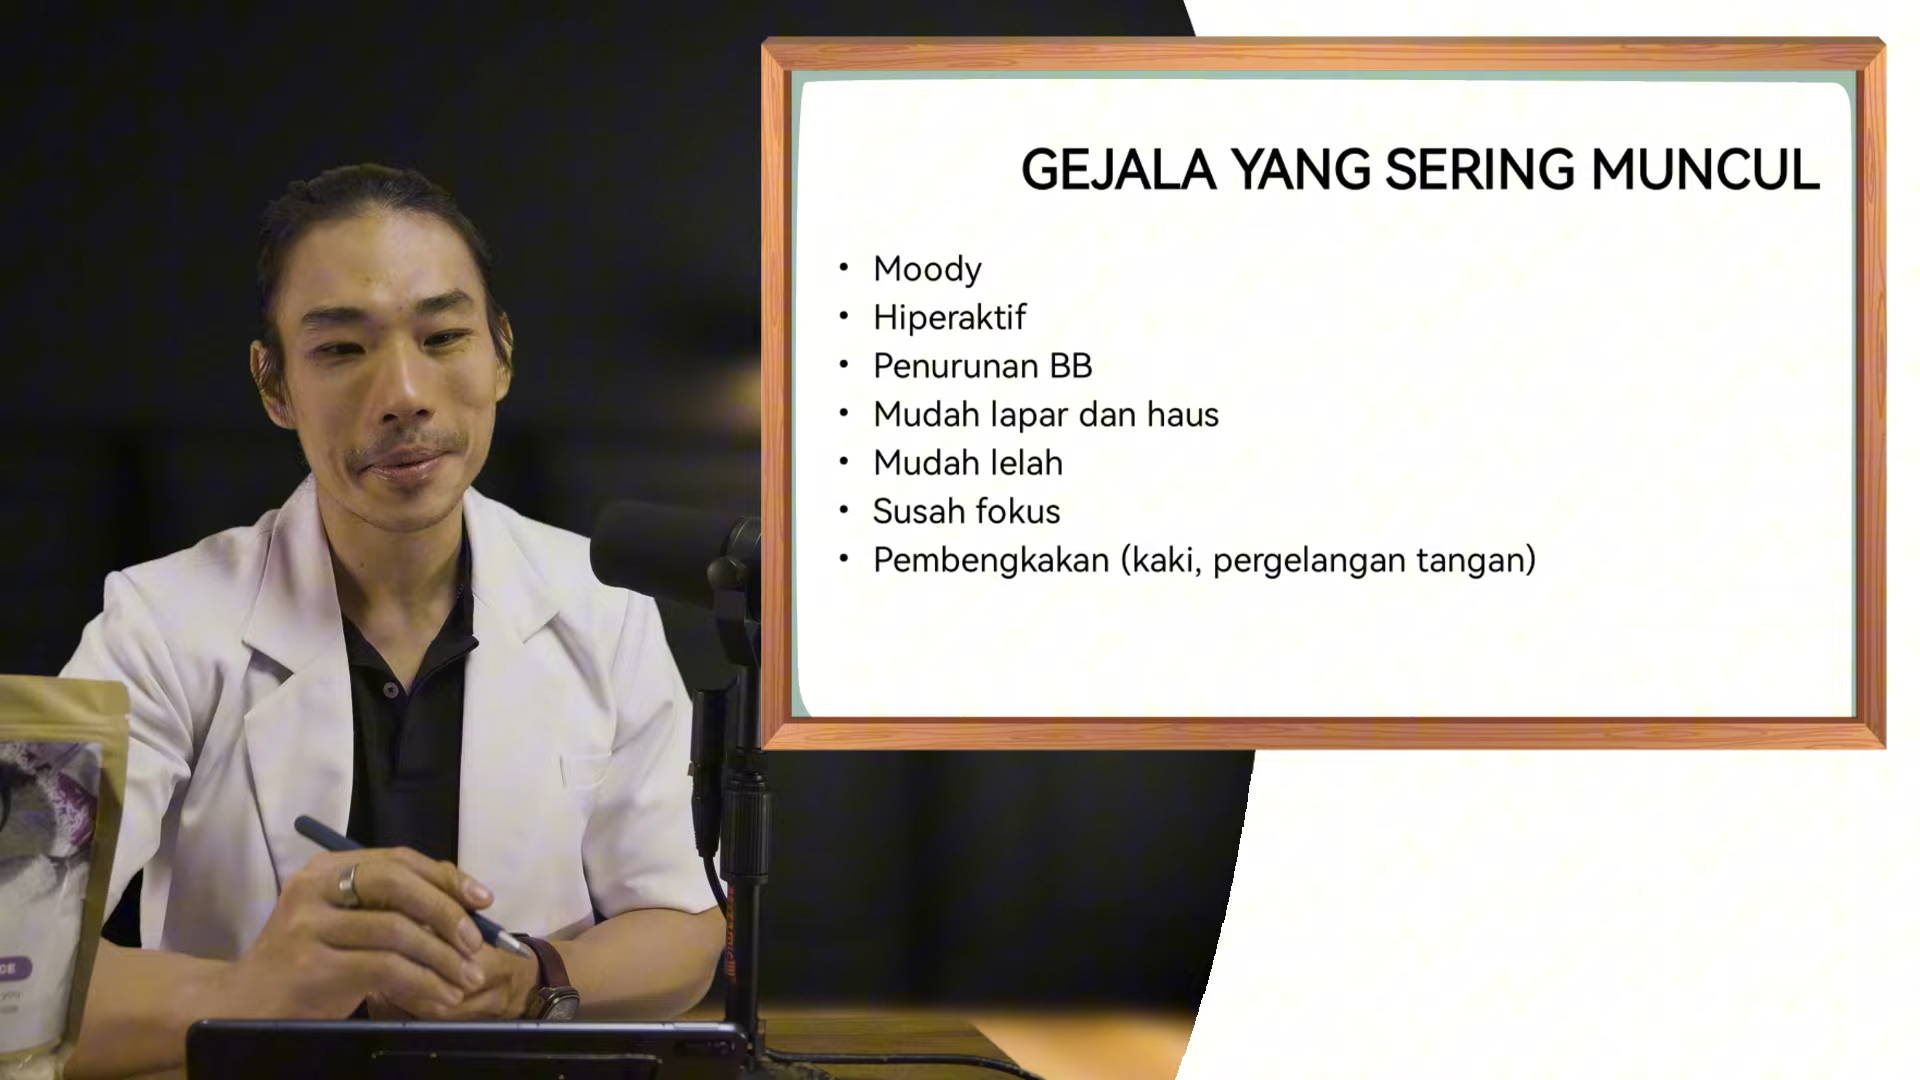 GEJALA YANG SERING MUNCUL
• Moody
• Hiperaktif
• Penurunan BB
• Mudah lapar dan haus
• Mudah lelah
• Susah fokus
• Pembengkakan (kaki, pergelangan tangan)